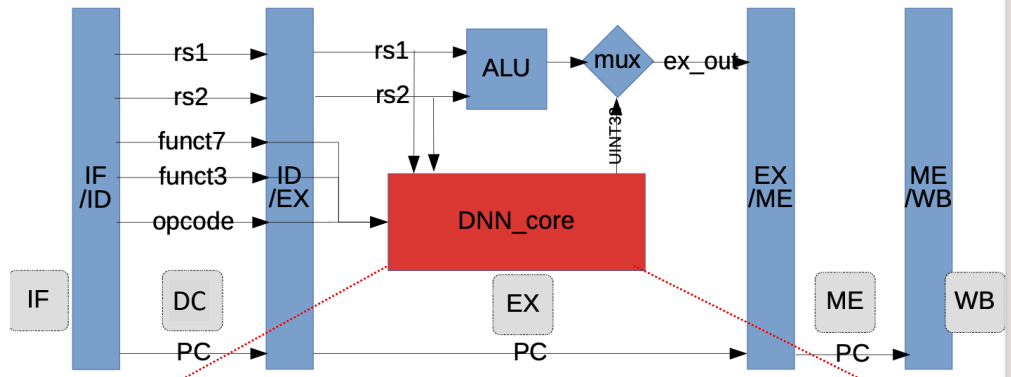 rs1
rs1
ALU
mux
ex_out
rs2
rs2
UINT32
funct7
IF
/ID
funct3
ID
/EX
EX
/ME
ME
/WB
opcode
DNN_core
IF
DC
EX
ME
WB
PC
PC
PC